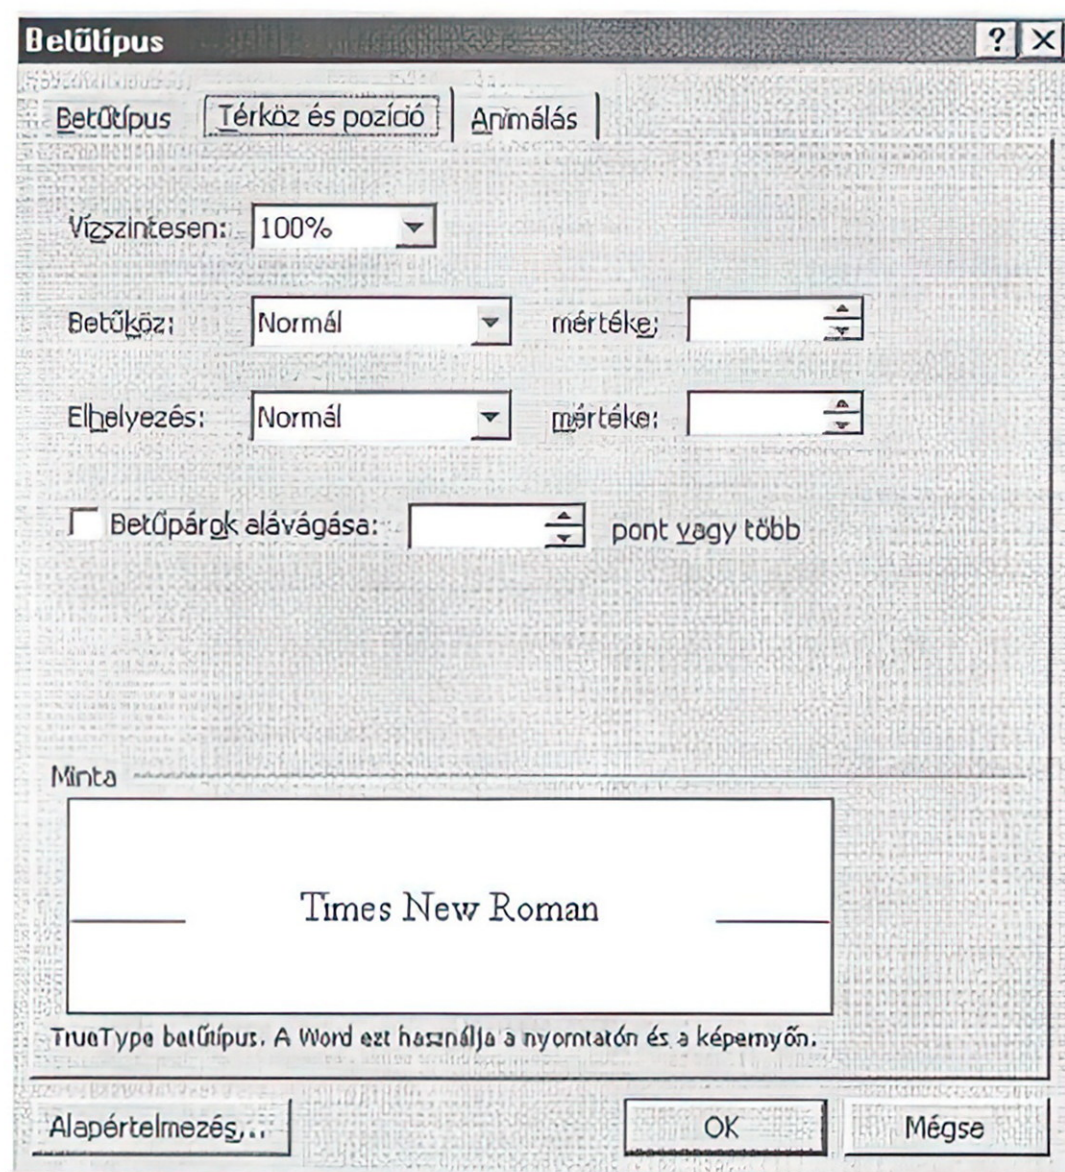 Betűtípus
Betűtípus Térköz és pozíció Animálás
Vízszintesen: 100%
Betűköz: Normál mértéke:
Elhelyezés: Normál mértéke:
Betűpárok alávágása: pont vagy több
Minta
Times New Roman
TrueType betűtípus. A Word ezt használja a nyomtatón és a képernyőn.
Alapértelmezés... OK Mégse